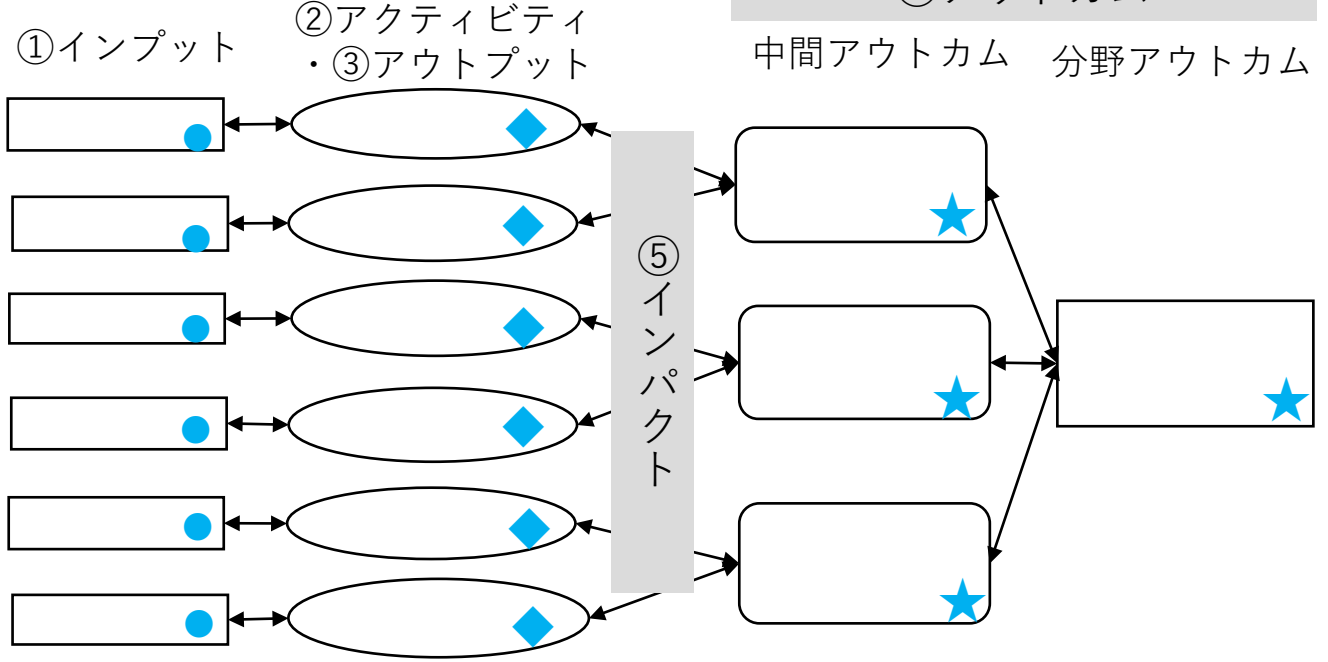 ①インプット
②アクティビティ
・③アウトプット
中間アウトカム
分野アウトカム
⑤インパクト